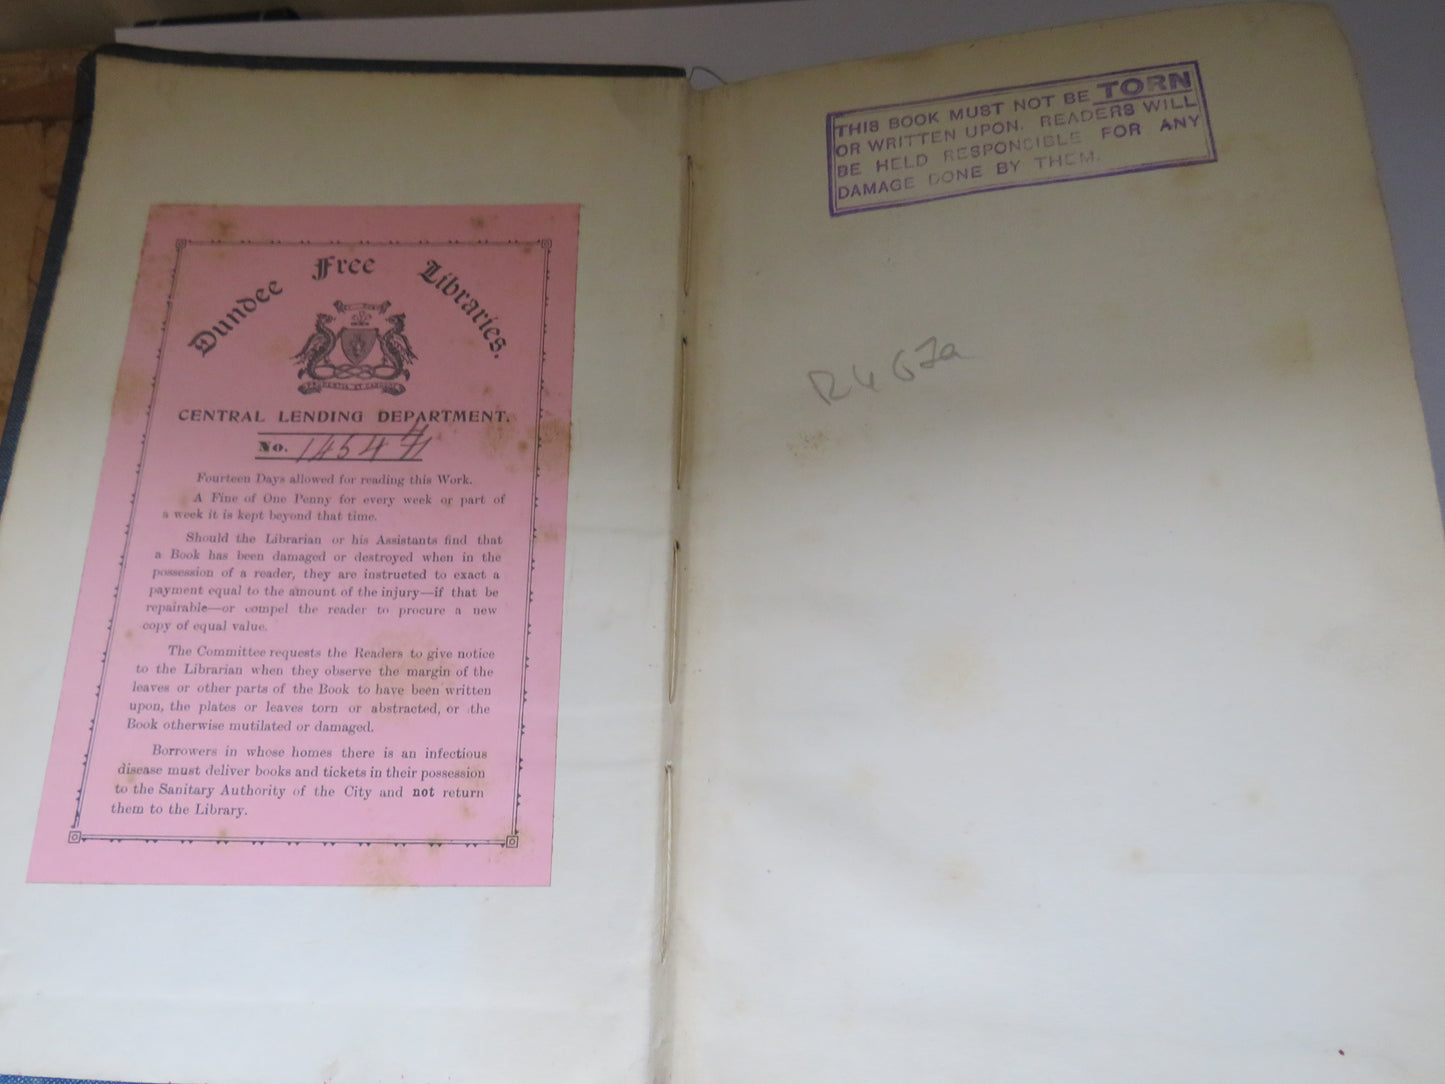 Dundee Free Libraries.
PRUDENTIA ET CANDORE
CENTRAL LENDING DEPARTMENT.
No.
Fourteen Days allowed for reading this Work.
A Fine of One Penny for every week or part of
a week it is kept beyond that time.
Should the Librarian or his Assistants find that
a Book has been damaged or destroyed when in the
possession of a reader, they are instructed to exact a
payment equal to the amount of the injury—if that be
repairable—or compel the reader to procure a new
copy of equal value.
The Committee requests the Readers to give notice
to the Librarian when they observe the margin of the
leaves or other parts of the Book to have been written
upon, the plates or leaves torn or abstracted, or the
Book otherwise mutilated or damaged.
Borrowers in whose homes there is an infectious
disease must deliver books and tickets in their possession
to the Sanitary Authority of the City and not return
them to the Library.
THIS BOOK MUST NOT BE TORN
OR WRITTEN UPON. READERS WILL
BE HELD RESPONCIBLE FOR ANY
DAMAGE DONE BY THEM.